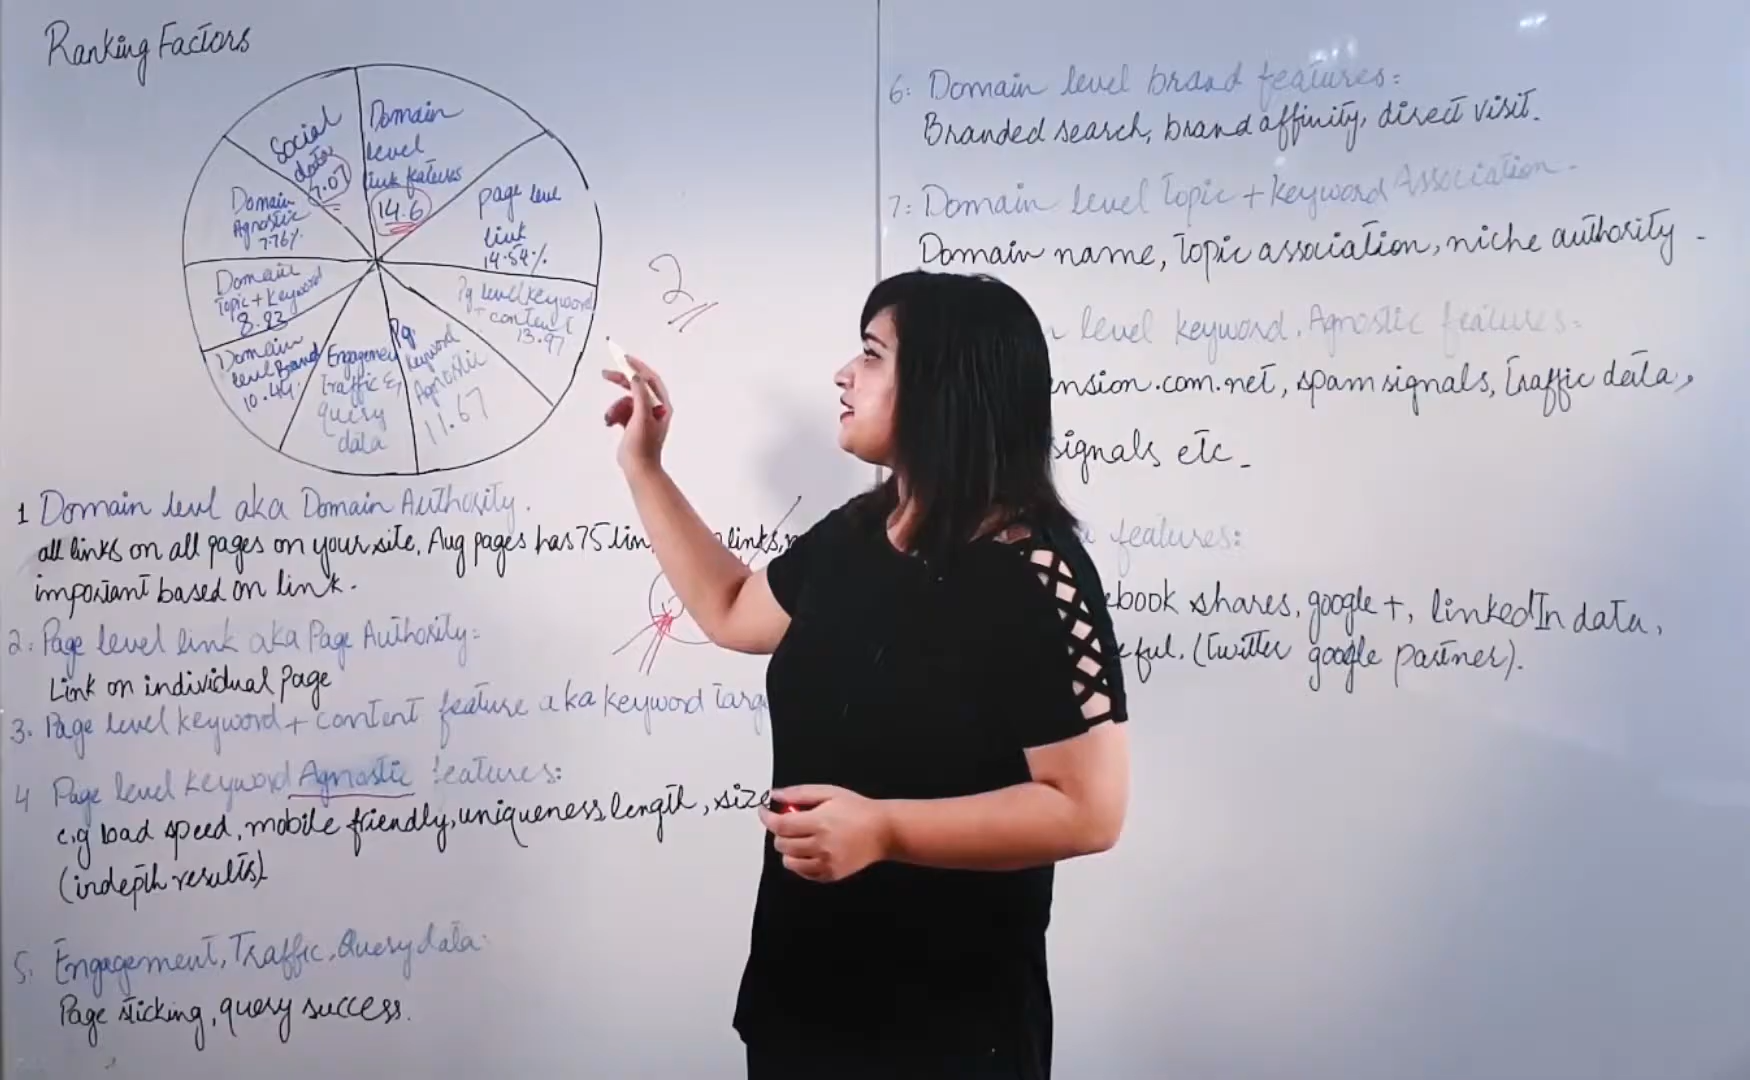 Ranking Factors
Social
data
7.07
Domain
level
link features
14.6
page level
link
14.54%
Pg level keyword
+ content
13.97
Pg
keyword
Agnostic
11.67
Engagement
Traffic &
query
data
Domain
level Brand
Domain
Topic + Keyword
8.
Domain
Agnostic
7.76%
2
1 Domain levl aka Domain Authority.
all links on all pages on your site, Aug pages has 75 lin links,
important based on link.
2: Page level link aka Page Authority:
Link on individual Page
3. Page level keyword + content feature aka keyword targ
4 Page level keyword Agnostic features:
e.g load speed, mobile friendly, uniqueness, length, size
(indepth results)
5. Engagement, Traffic, Query data:
Page sticking, query success.
6: Domain level brand features:
Branded search, brand affinity, direct visit.
7: Domain level Topic + keyword Association.
Domain name, Topic association, niche authority.
level keyword. Agnostic features:
ension.com.net, spam signals, traffic data,
signals etc.
features:
ebook shares, google+, linkedIn data,
eful. (twitter google partner).